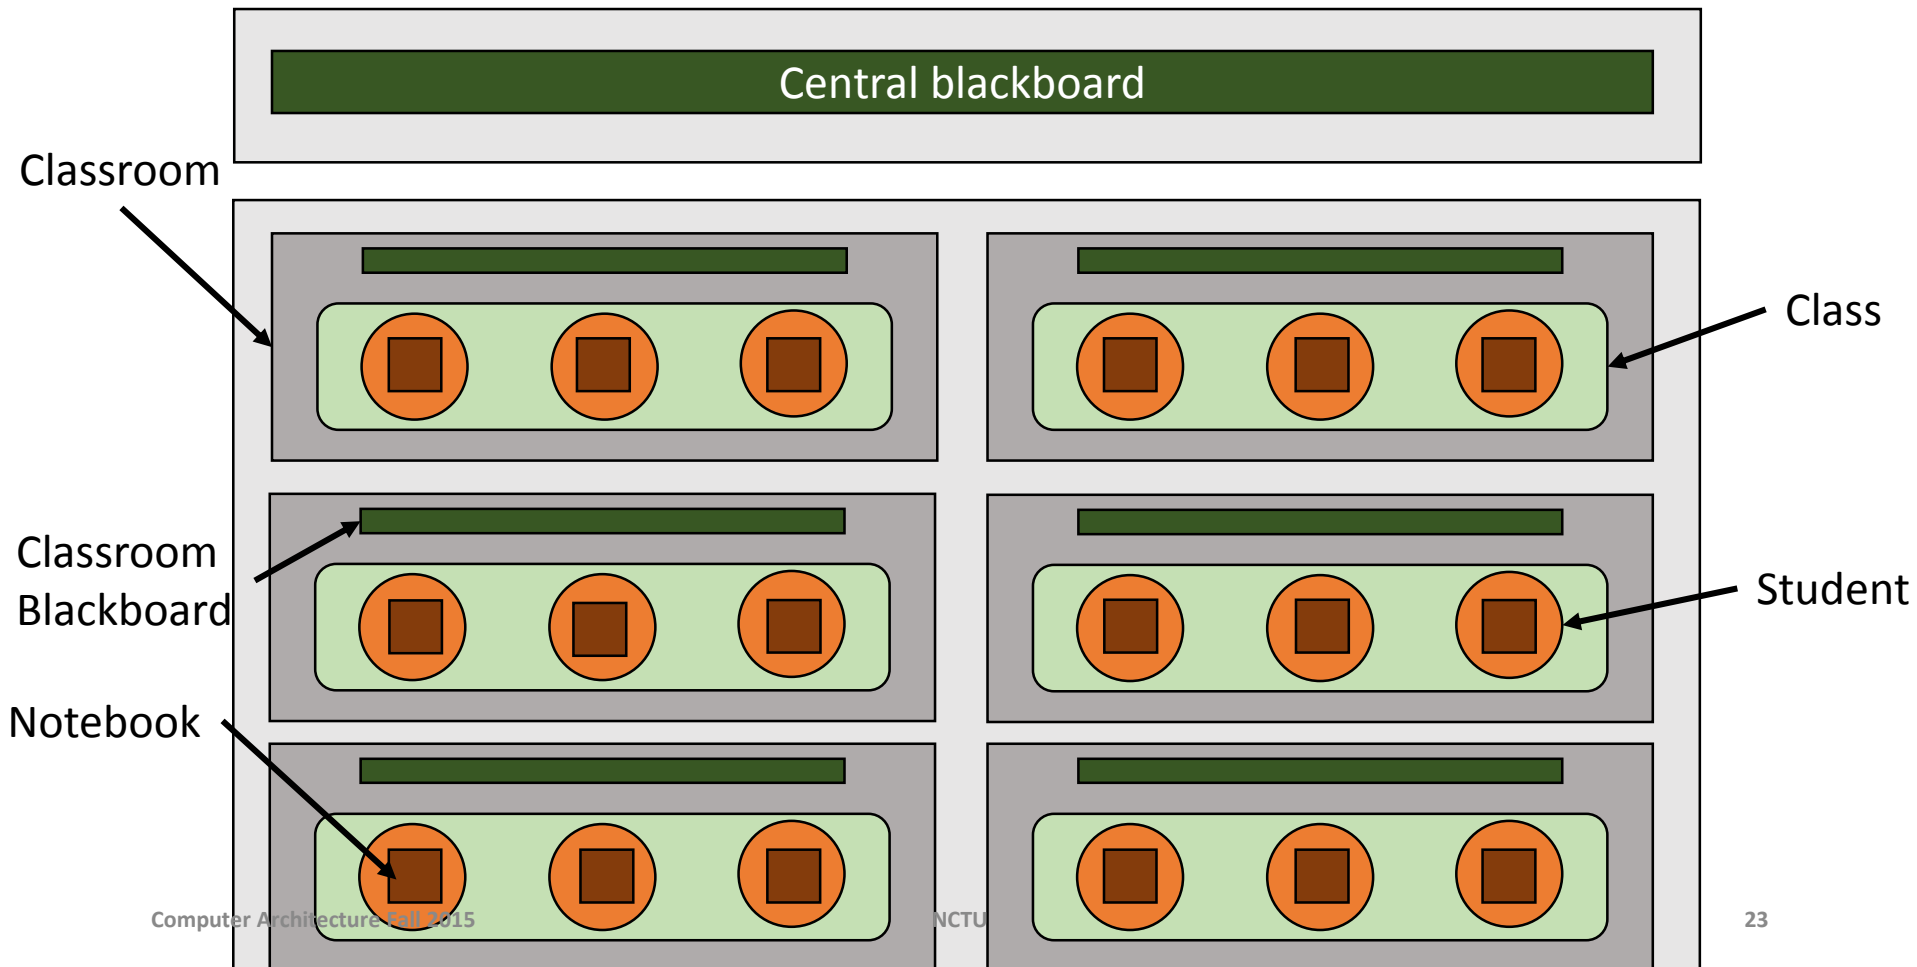 Central blackboard
Classroom
Class
Classroom
Blackboard
Student
Notebook
Computer Architecture Fall 2015
NCTU
23